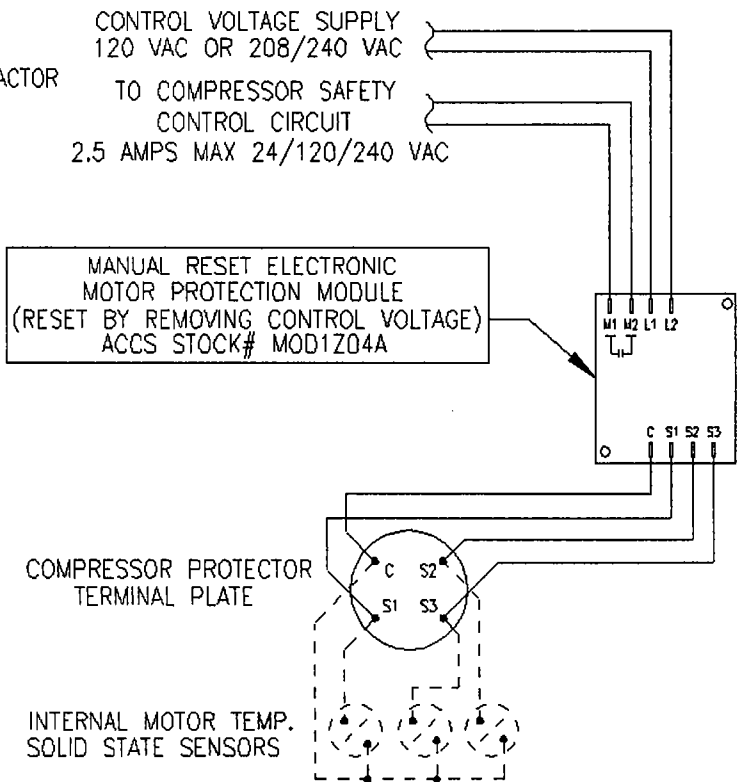 CONTROL VOLTAGE SUPPLY
120 VAC OR 208/240 VAC
ACTOR
TO COMPRESSOR SAFETY
CONTROL CIRCUIT
2.5 AMPS MAX 24/120/240 VAC
MANUAL RESET ELECTRONIC
MOTOR PROTECTION MODULE
(RESET BY REMOVING CONTROL VOLTAGE)
ACCS STOCK# MOD1Z04A
M1 M2 L1 L2
C S1 S2 S3
COMPRESSOR PROTECTOR
TERMINAL PLATE
C S2
S1 S3
INTERNAL MOTOR TEMP.
SOLID STATE SENSORS